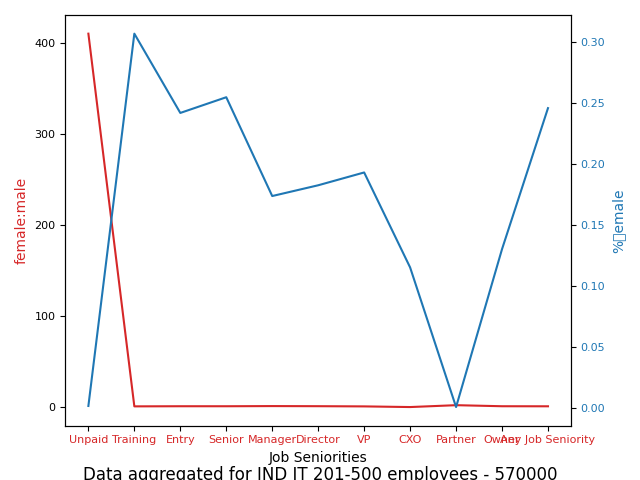 400
300
200
100
0
female:male
0.30
0.25
0.20
0.15
0.10
0.05
0.00
%▯emale
Unpaid Training Entry Senior Manager Director VP CXO Partner Owner Any Job Seniority
Job Seniorities
Data aggregated for IND IT 201-500 employees - 570000